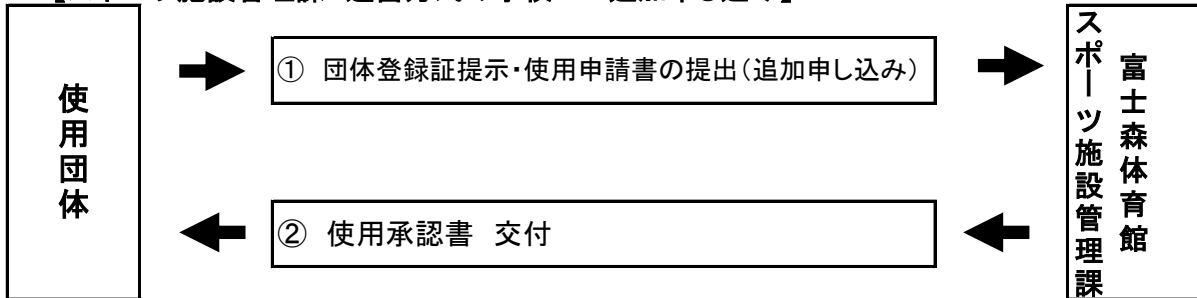 使用団体
① 団体登録証提示・使用申請書の提出(追加申し込み)
② 使用承認書 交付
富士森体育館
スポーツ施設管理課